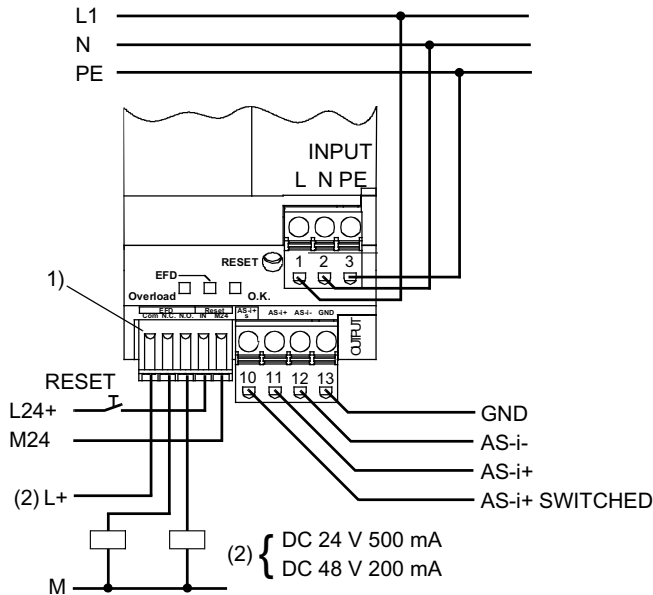 L1
N
PE
INPUT
L N PE
RESET
1 2 3
1)
EFD
Overload O.K.
EFD Reset AS-i+ s AS-i+ AS-i- GND
Com N.C. N.O. IN M24
OUTPUT
RESET
10 11 12 13
L24+
GND
M24
AS-i-
AS-i+
(2) L+
AS-i+ SWITCHED
(2) { DC 24 V 500 mA
DC 48 V 200 mA
M